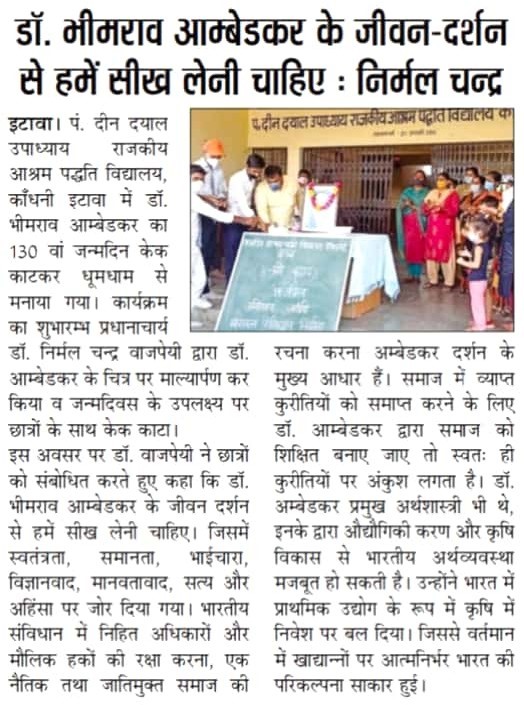 डॉ. भीमराव आम्बेडकर के जीवन-दर्शन
से हमें सीख लेनी चाहिए : निर्मल चन्द्र
इटावा। पं. दीन दयाल
उपाध्याय राजकीय
आश्रम पद्धति विद्यालय,
काँधनी इटावा में डॉ.
भीमराव आम्बेडकर का
130 वां जन्मदिन केक
काटकर धूमधाम से
मनाया गया। कार्यक्रम
का शुभारम्भ प्रधानाचार्य
डॉ. निर्मल चन्द्र वाजपेयी द्वारा डॉ.
आम्बेडकर के चित्र पर माल्यार्पण कर
किया व जन्मदिवस के उपलक्ष्य पर
छात्रों के साथ केक काटा।
इस अवसर पर डॉ. वाजपेयी ने छात्रों
को संबोधित करते हुए कहा कि डॉ.
भीमराव आम्बेडकर के जीवन दर्शन
से हमें सीख लेनी चाहिए। जिसमें
स्वतंत्रता, समानता, भाईचारा,
विज्ञानवाद, मानवतावाद, सत्य और
अहिंसा पर जोर दिया गया। भारतीय
संविधान में निहित अधिकारों और
मौलिक हकों की रक्षा करना, एक
नैतिक तथा जातिमुक्त समाज की
पं.दीन दयाल उपाध्याय राजकीय आश्रम पद्धति विद्यालय कां
रचना करना अम्बेडकर दर्शन के
मुख्य आधार हैं। समाज में व्याप्त
कुरीतियों को समाप्त करने के लिए
डॉ. आम्बेडकर द्वारा समाज को
शिक्षित बनाए जाए तो स्वतः ही
कुरीतियों पर अंकुश लगता है। डॉ.
अम्बेडकर प्रमुख अर्थशास्त्री भी थे,
इनके द्वारा औद्यौगिकी करण और कृषि
विकास से भारतीय अर्थव्यवस्था
मजबूत हो सकती है। उन्होंने भारत में
प्राथमिक उद्योग के रूप में कृषि में
निवेश पर बल दिया। जिससे वर्तमान
में खाद्यान्नों पर आत्मनिर्भर भारत की
परिकल्पना साकार हुई।